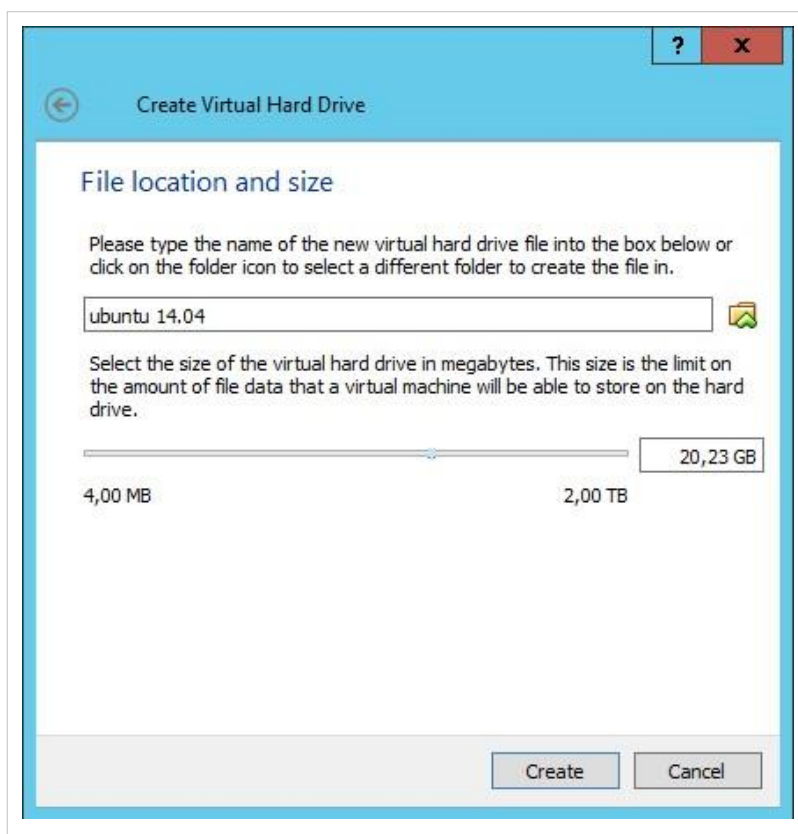 ?
x
Create Virtual Hard Drive
File location and size
Please type the name of the new virtual hard drive file into the box below or
click on the folder icon to select a different folder to create the file in.
ubuntu 14.04
Select the size of the virtual hard drive in megabytes. This size is the limit on
the amount of file data that a virtual machine will be able to store on the hard
drive.
20,23 GB
4,00 MB
2,00 TB
Create
Cancel